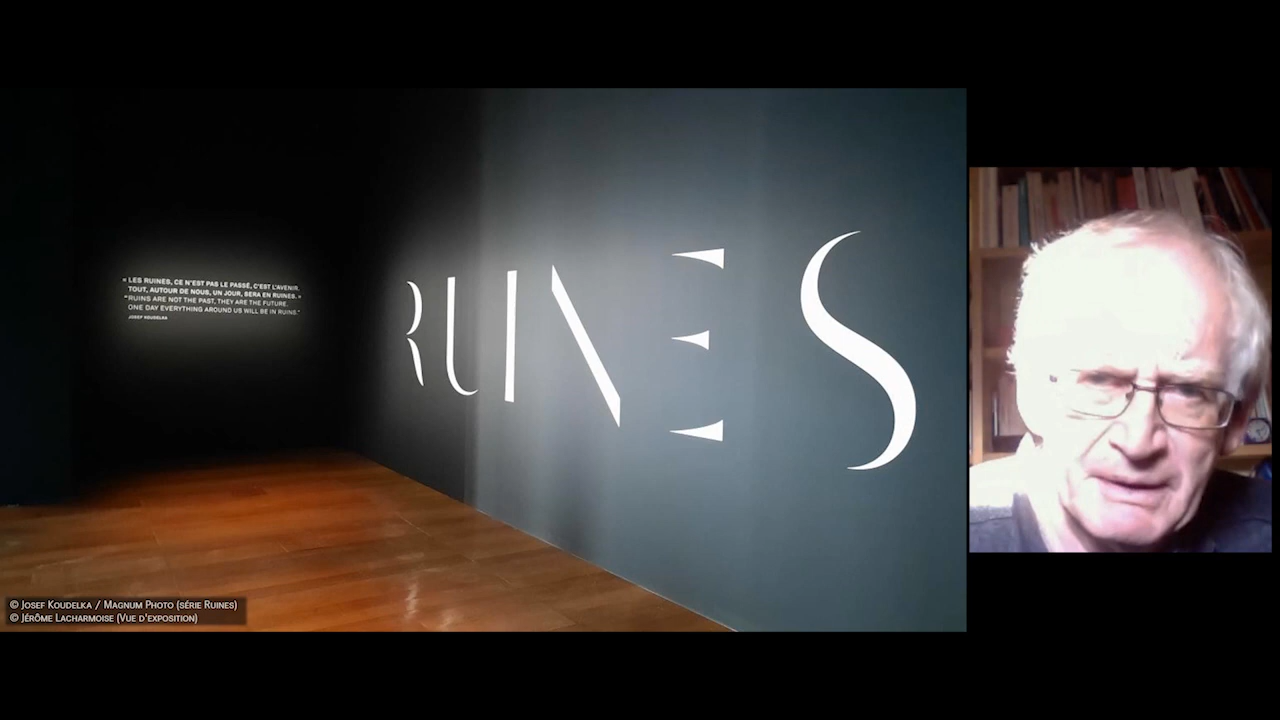 « LES RUINES, CE N'EST PAS LE PASSÉ, C'EST L'AVENIR.
TOUT, AUTOUR DE NOUS, UN JOUR, SERA EN RUINES. »
"RUINS ARE NOT THE PAST, THEY ARE THE FUTURE.
ONE DAY EVERYTHING AROUND US WILL BE IN RUINS."
JOSEF KOUDELKA
RUINES
© Josef Koudelka / Magnum Photo (série Ruines)
© Jérôme Lacharmoise (Vue d'exposition)